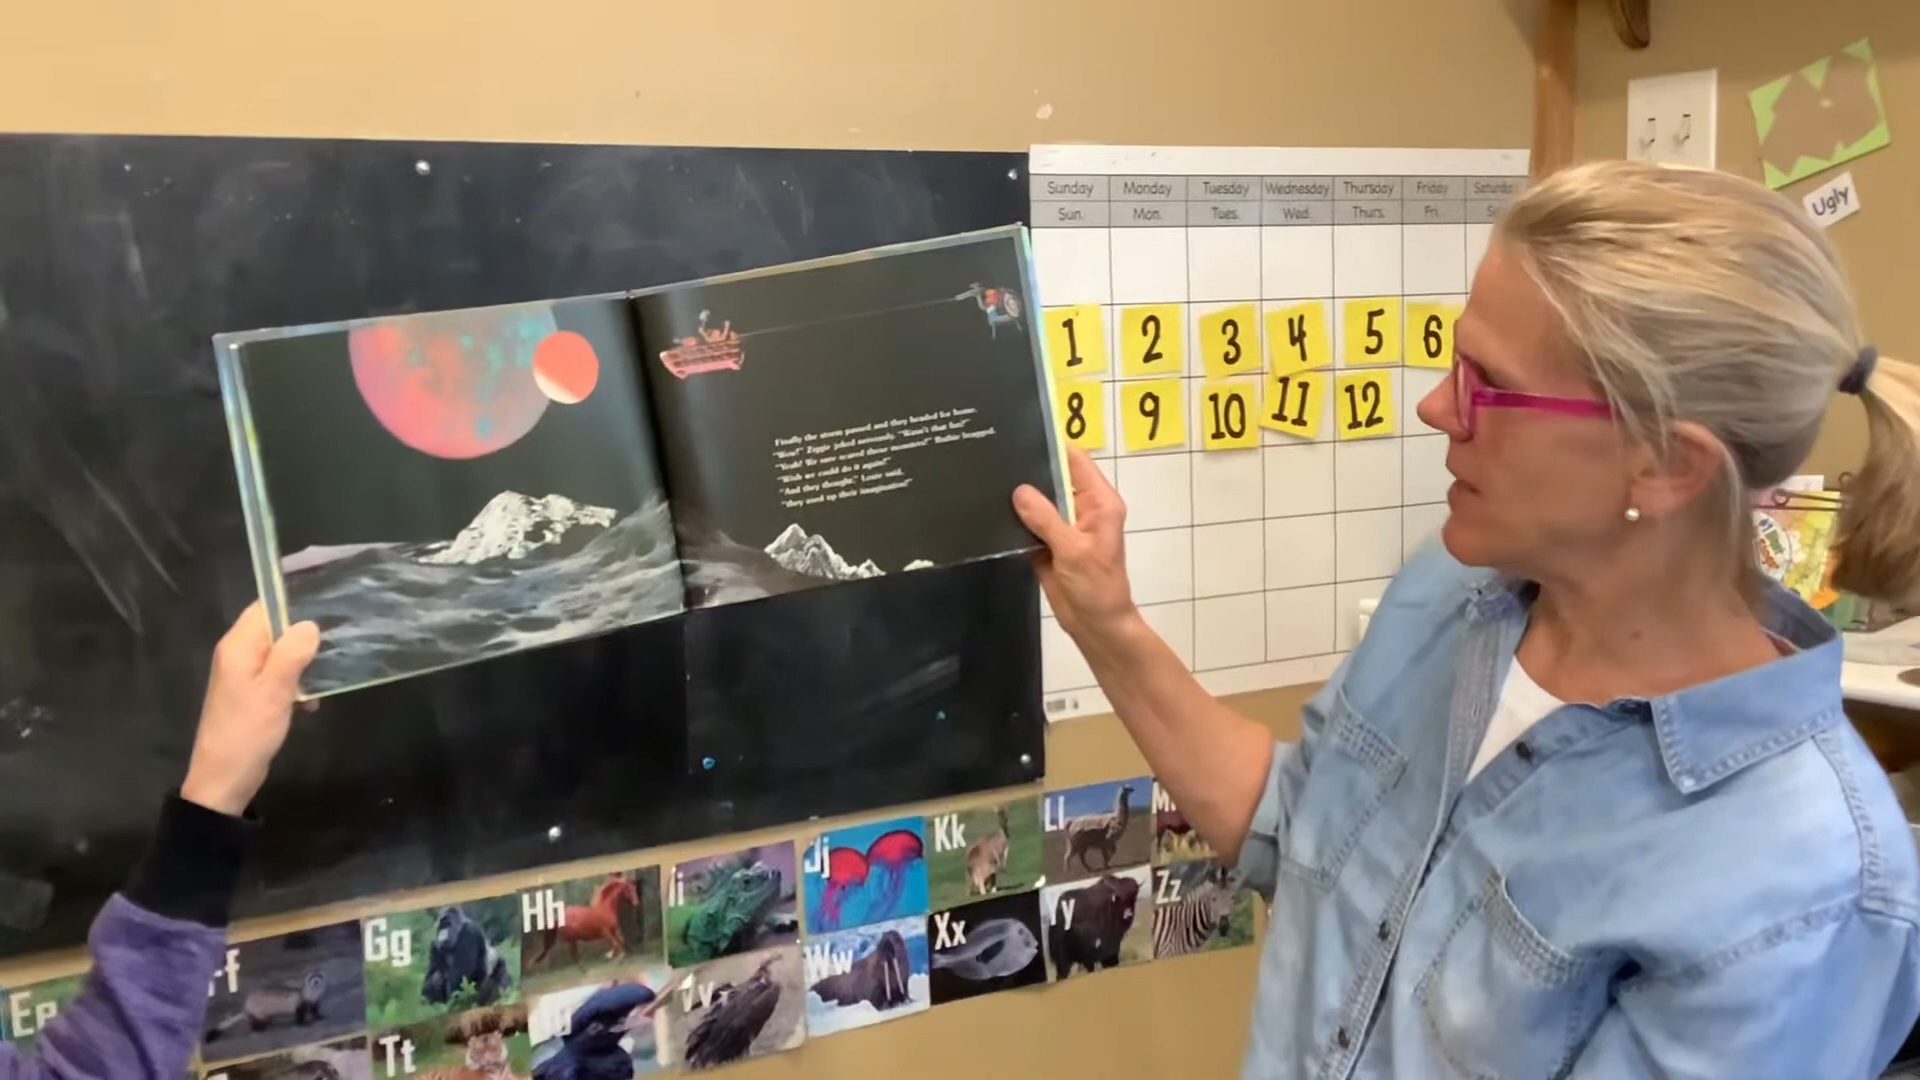 Sunday Monday Tuesday Wednesday Thursday Friday Saturday
Sun. Mon. Tues. Wed. Thurs. Fri.
Ugly
1 2 3 4 5 6
8 9 10 11 12
Finally the storm passed and they headed for home.
"Wow!" Ziggie joked nervously. "Wasn't that fun?"
"Yeah! We sure scared those monsters!" Ruthie bragged.
"Wish we could do it again!"
"And they thought," Louie said,
"they used up their imagination!"
Ee Ff Gg Hh Ii Jj Kk Ll
Tt Vv Ww Xx Yy Zz